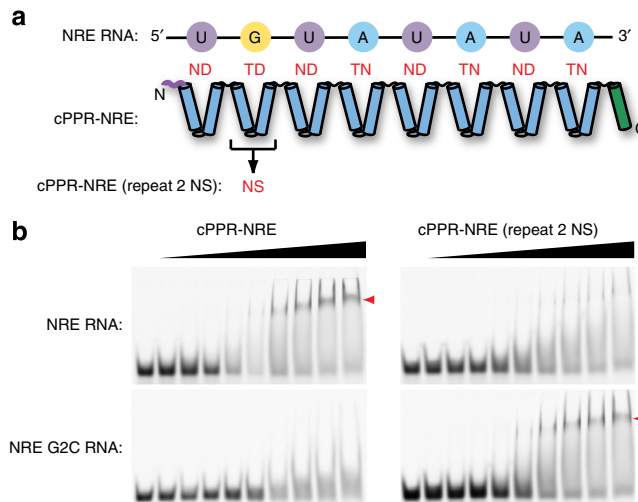 a
NRE RNA: 5′ U G U A U A U A 3′
ND TD ND TN ND TN ND TN
N
cPPR-NRE:
C
cPPR-NRE (repeat 2 NS): NS
b
cPPR-NRE cPPR-NRE (repeat 2 NS)
NRE RNA:
NRE G2C RNA: